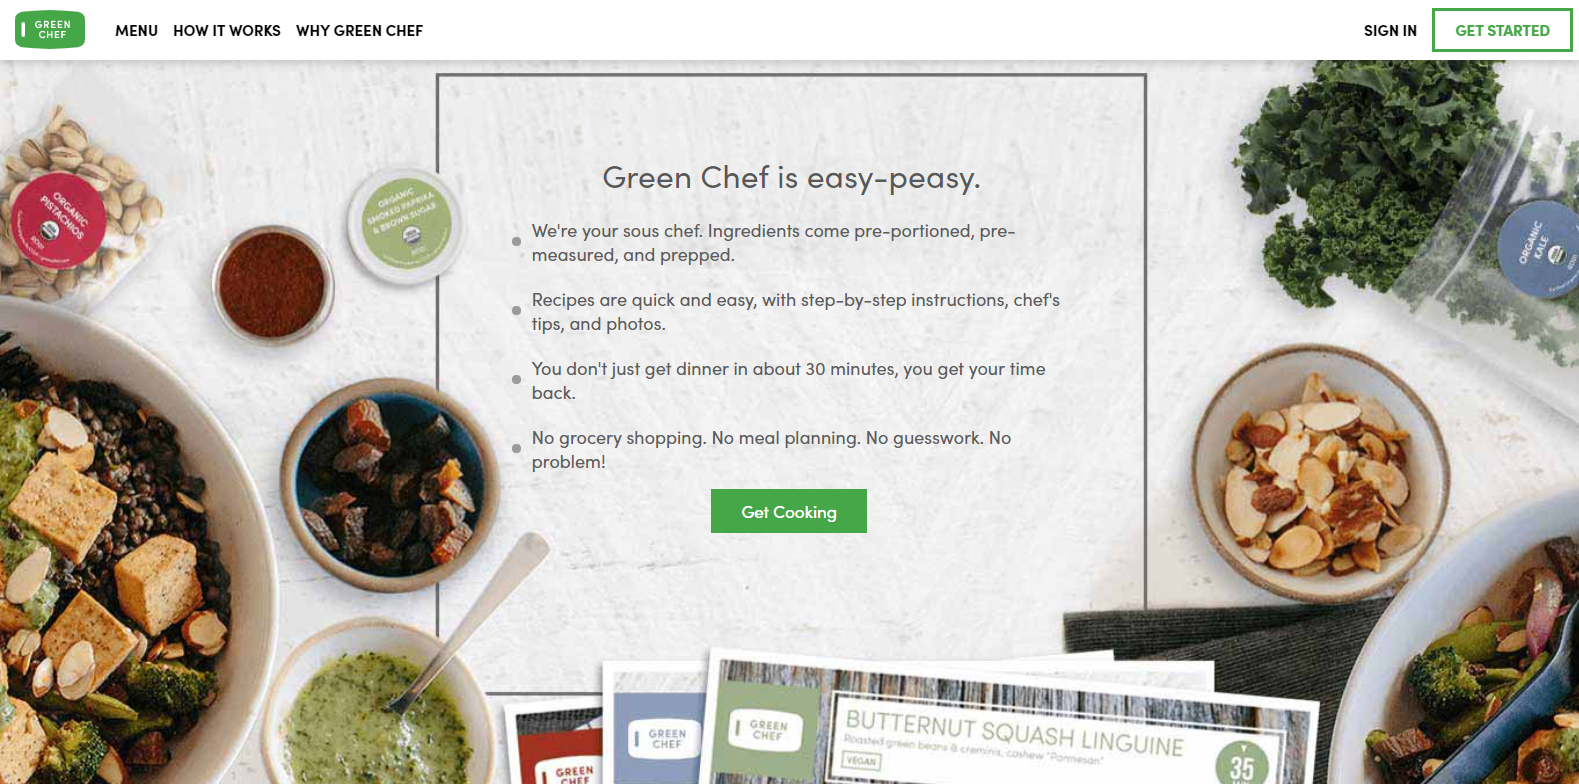 GREEN
CHEF
MENU HOW IT WORKS WHY GREEN CHEF
SIGN IN
GET STARTED
Green Chef is easy-peasy.
We're your sous chef. Ingredients come pre-portioned, pre-
measured, and prepped.
Recipes are quick and easy, with step-by-step instructions, chef's
tips, and photos.
You don't just get dinner in about 30 minutes, you get your time
back.
No grocery shopping. No meal planning. No guesswork. No
problem!
Get Cooking
ORGANIC
PISTACHIOS
ORGANIC
SMOKED PAPRIKA
& BROWN SUGAR
ORGANIC
KALE
GREEN
CHEF
GREEN
CHEF
GREEN
CHEF
BUTTERNUT SQUASH LINGUINE
Roasted green beans & creminis, cashew "Parmesan"
VEGAN
35